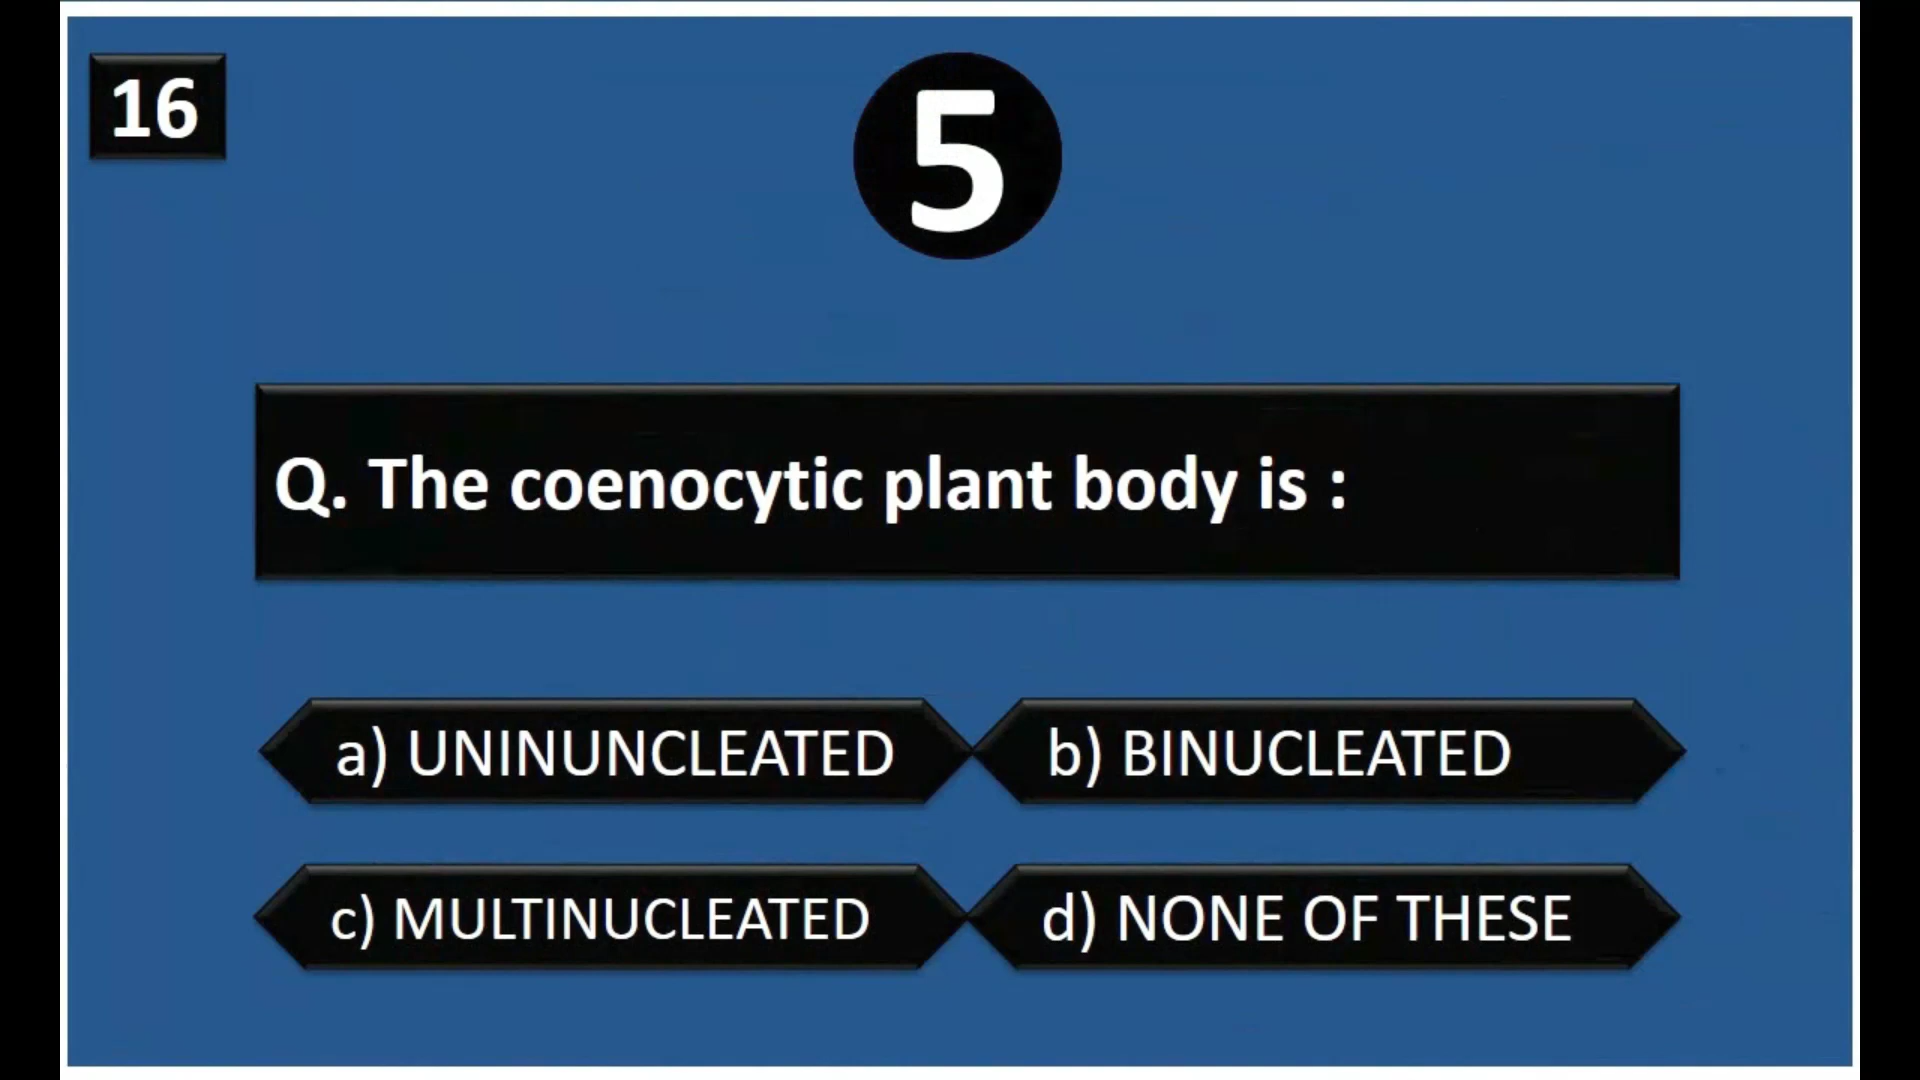 16
5
Q. The coenocytic plant body is :
a) UNINUNCLEATED
b) BINUCLEATED
c) MULTINUCLEATED
d) NONE OF THESE